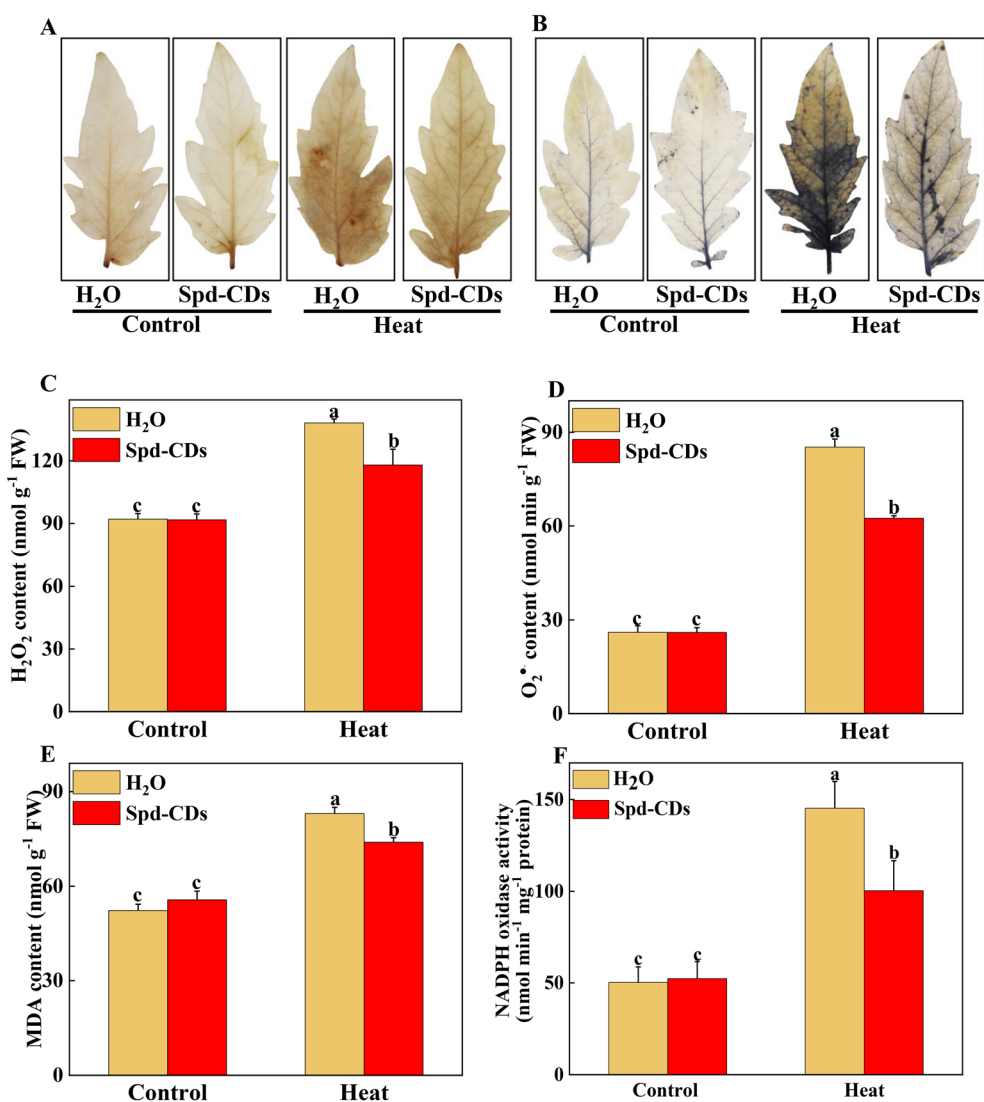 A
B
H₂O Spd-CDs H₂O Spd-CDs
Control Heat
H₂O Spd-CDs H₂O Spd-CDs
Control Heat
C
H₂O
Spd-CDs
H₂O₂ content (nmol g⁻¹ FW)
120
90
60
30
0
c c a b
Control Heat
D
H₂O
Spd-CDs
O₂•⁻ content (nmol min g⁻¹ FW)
90
60
30
0
c c a b
Control Heat
E
H₂O
Spd-CDs
MDA content (nmol g⁻¹ FW)
90
60
30
0
c c a b
Control Heat
F
H₂O
Spd-CDs
NADPH oxidase activity
(nmol min⁻¹ mg⁻¹ protein)
150
100
50
0
c c a b
Control Heat